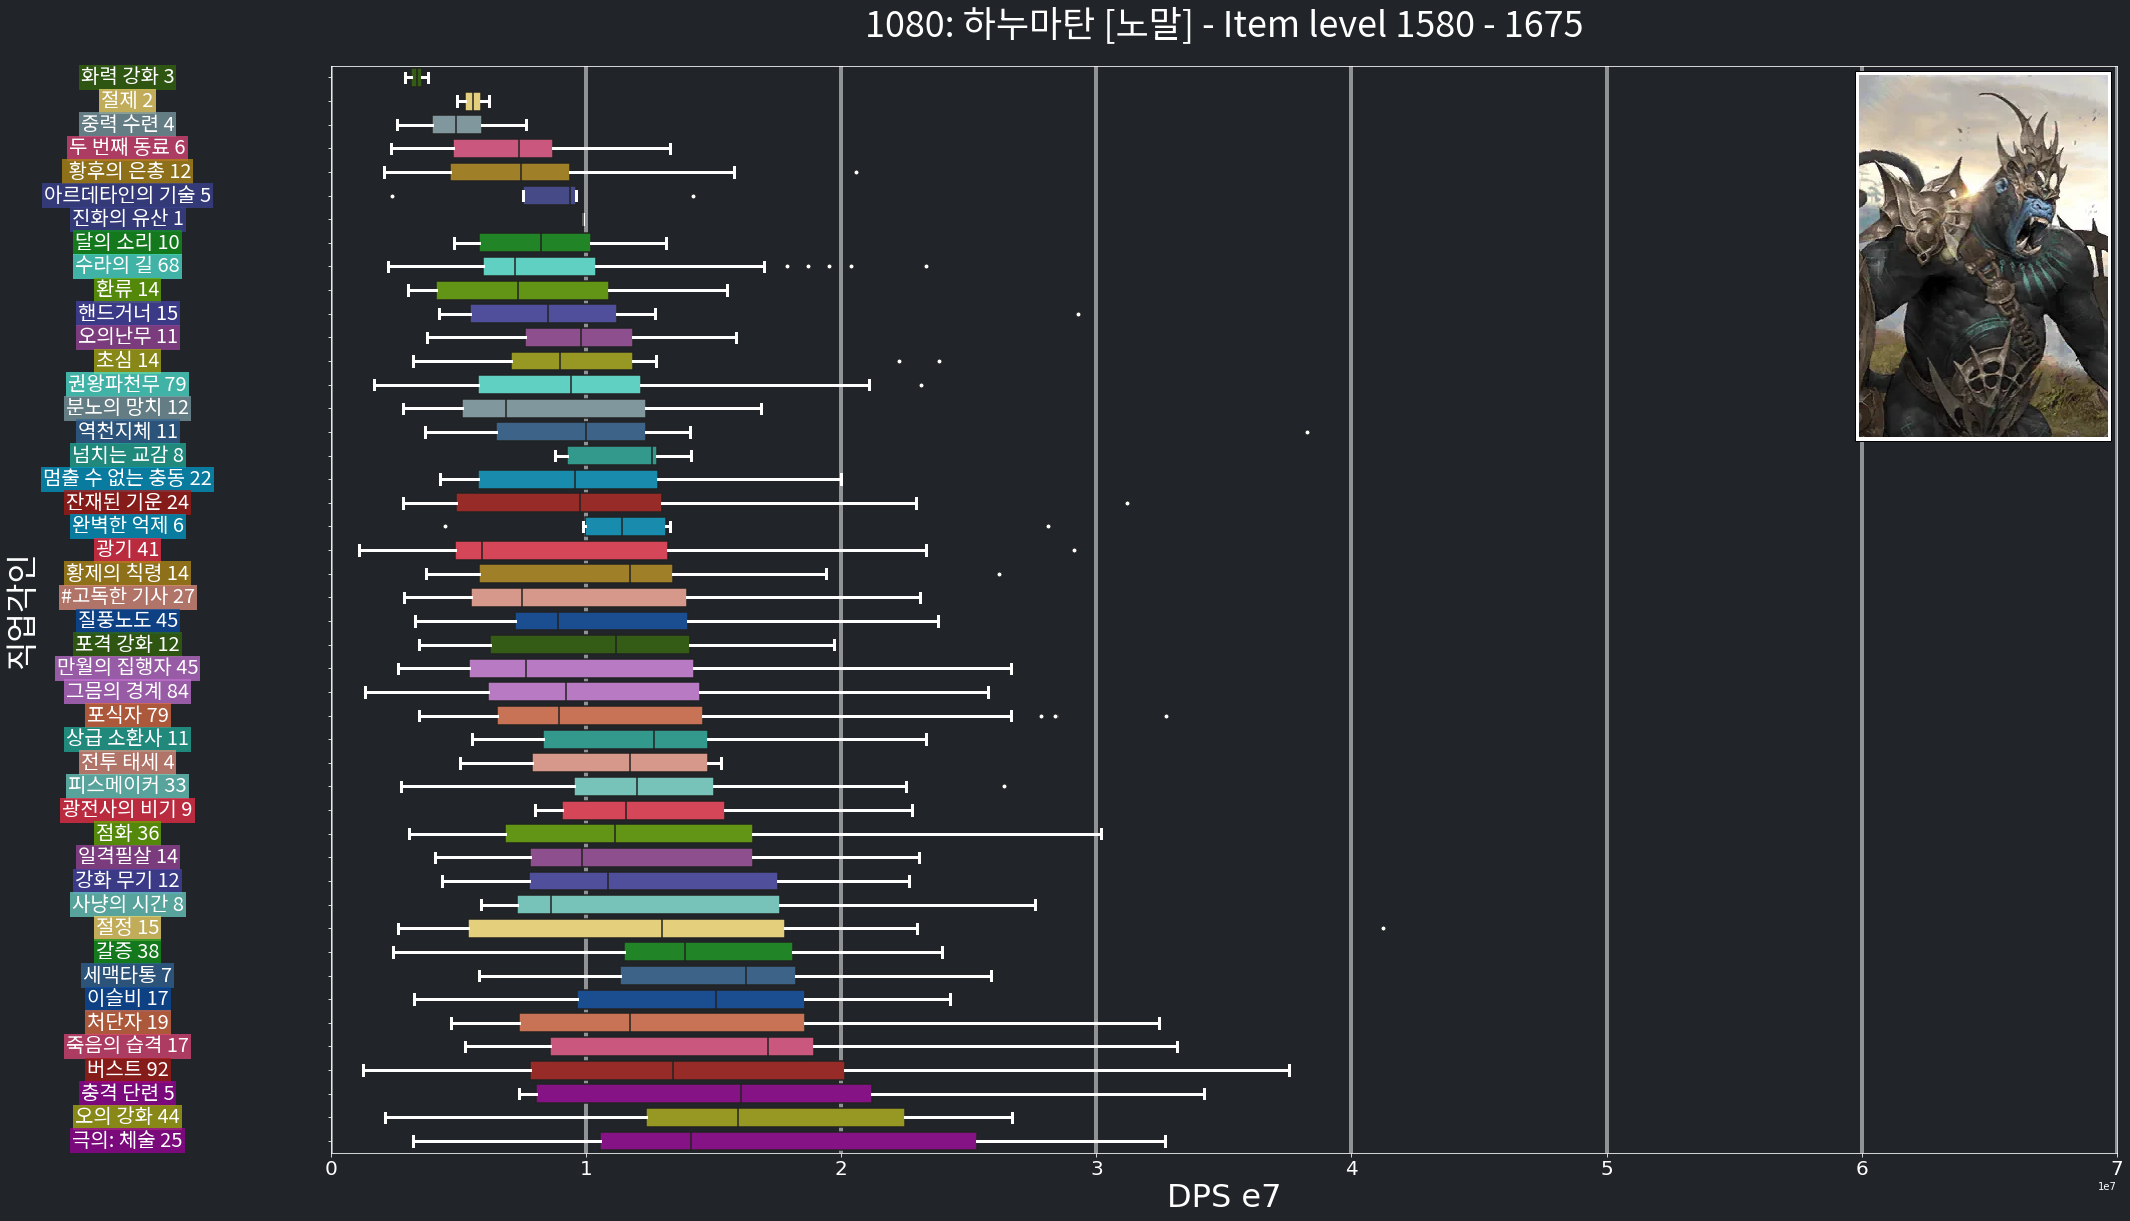 1080: 하누마탄 [노말] - Item level 1580 - 1675
화력 강화 3
절제 2
중력 수련 4
두 번째 동료 6
황후의 은총 12
아르데타인의 기술 5
진화의 유산 1
달의 소리 10
수라의 길 68
환류 14
핸드거너 15
오의난무 11
초심 14
권왕파천무 79
분노의 망치 12
역천지체 11
넘치는 교감 8
멈출 수 없는 충동 22
잔재된 기운 24
완벽한 억제 6
광기 41
황제의 칙령 14
#고독한 기사 27
질풍노도 45
포격 강화 12
만월의 집행자 45
그믐의 경계 84
포식자 79
상급 소환사 11
전투 태세 4
피스메이커 33
광전사의 비기 9
점화 36
일격필살 14
강화 무기 12
사냥의 시간 8
절정 15
갈증 38
세맥타통 7
이슬비 17
처단자 19
죽음의 습격 17
버스트 92
충격 단련 5
오의 강화 44
극의: 체술 25
직업각인
0 1 2 3 4 5 6 7
1e7
DPS e7